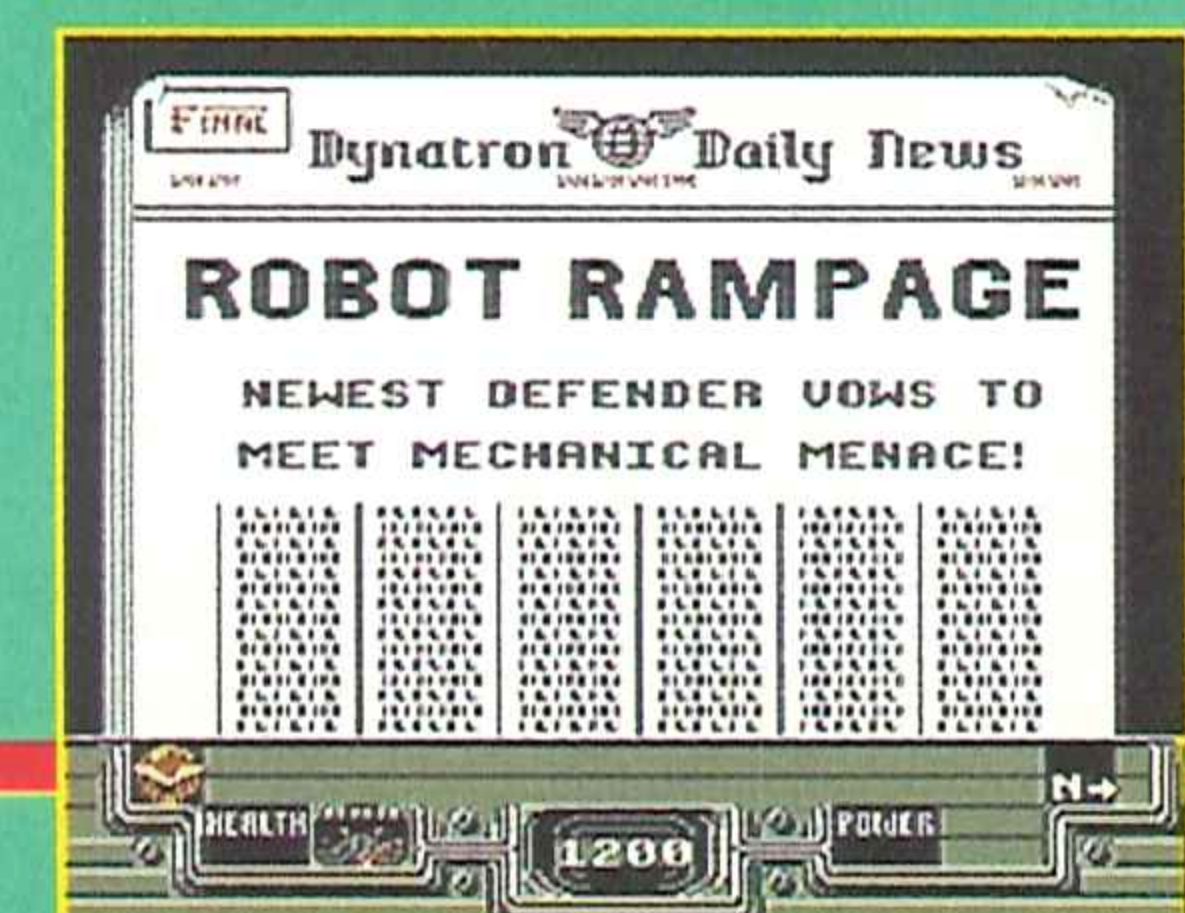 FINAL
Dynatron Daily News
ROBOT RAMPAGE
NEWEST DEFENDER VOWS TO
MEET MECHANICAL MENACE!
N→
HEALTH
1200
POWER